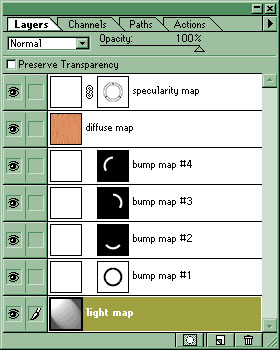 Layers Channels Paths Actions
Normal Opacity: 100%
Preserve Transparency
specularity map
diffuse map
bump map #4
bump map #3
bump map #2
bump map #1
light map